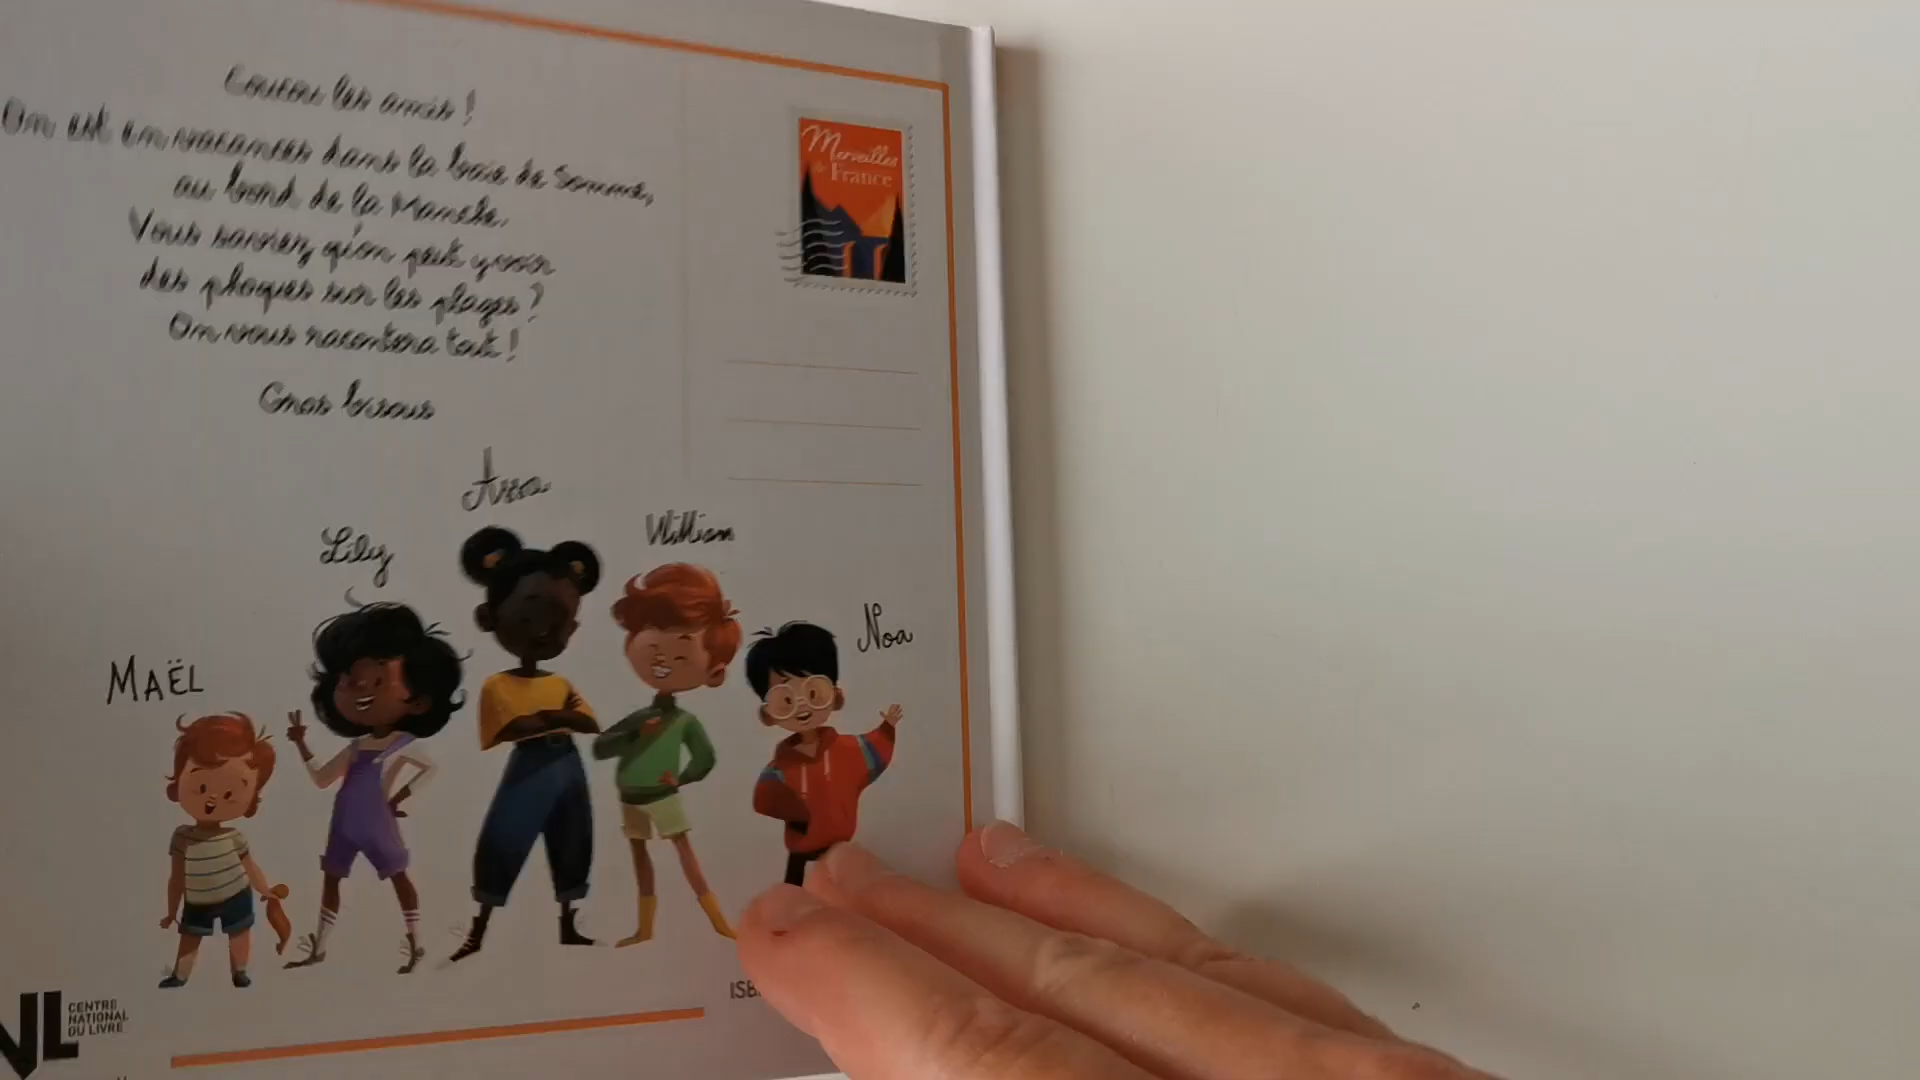 Coucou les amis !
On est en vacances dans la baie de Somme,
au bord de la Manche.
Vous saviez qu'on peut y voir
des phoques sur les plages ?
On vous racontera tout !
Gros bisous
Merveilles
de France
Lily
William
Noa
MAËL
CENTRE
NATIONAL
DU LIVRE